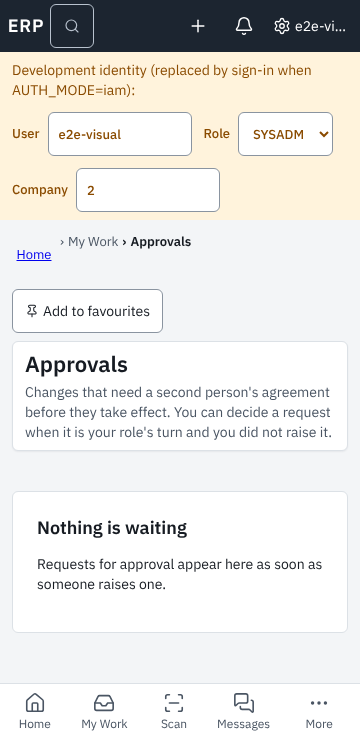 ERP e2e-vi...
Development identity (replaced by sign-in when
AUTH_MODE=iam):
User e2e-visual Role SYSADM
Company 2
Home › My Work › Approvals
Add to favourites
Approvals
Changes that need a second person's agreement
before they take effect. You can decide a request
when it is your role's turn and you did not raise it.
Nothing is waiting
Requests for approval appear here as soon as
someone raises one.
Home My Work Scan Messages More